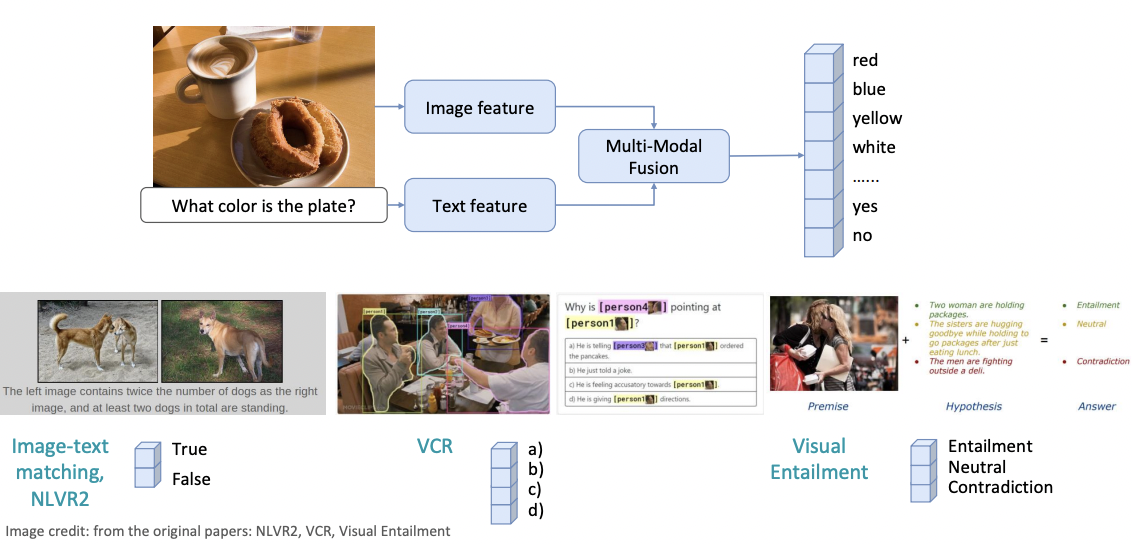 red
Image feature
blue
yellow
Multi-Modal
Fusion
white
......
What color is the plate?
Text feature
yes
no
The left image contains twice the number of dogs as the right
image, and at least two dogs in total are standing.
[person1]
[person2]
[person3]
[person4]
Why is [person4] pointing at
[person1]?
a) He is telling [person3] that [person1] ordered
the pancakes.
b) He just told a joke.
c) He is feeling accusatory towards [person1].
d) He is giving [person1] directions.
+
• Two woman are holding
packages.
• The sisters are hugging
goodbye while holding to
go packages after just
eating lunch.
• The men are fighting
outside a deli.
=
• Entailment
• Neutral
• Contradiction
Premise
Hypothesis
Answer
Image-text
matching,
NLVR2
True
False
VCR
a)
b)
c)
d)
Visual
Entailment
Entailment
Neutral
Contradiction
Image credit: from the original papers: NLVR2, VCR, Visual Entailment